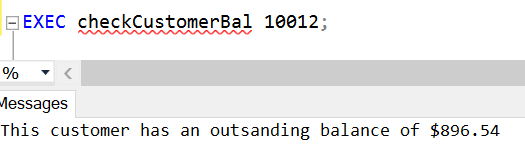 EXEC checkCustomerBal 10012;
%
Messages
This customer has an outsanding balance of $896.54